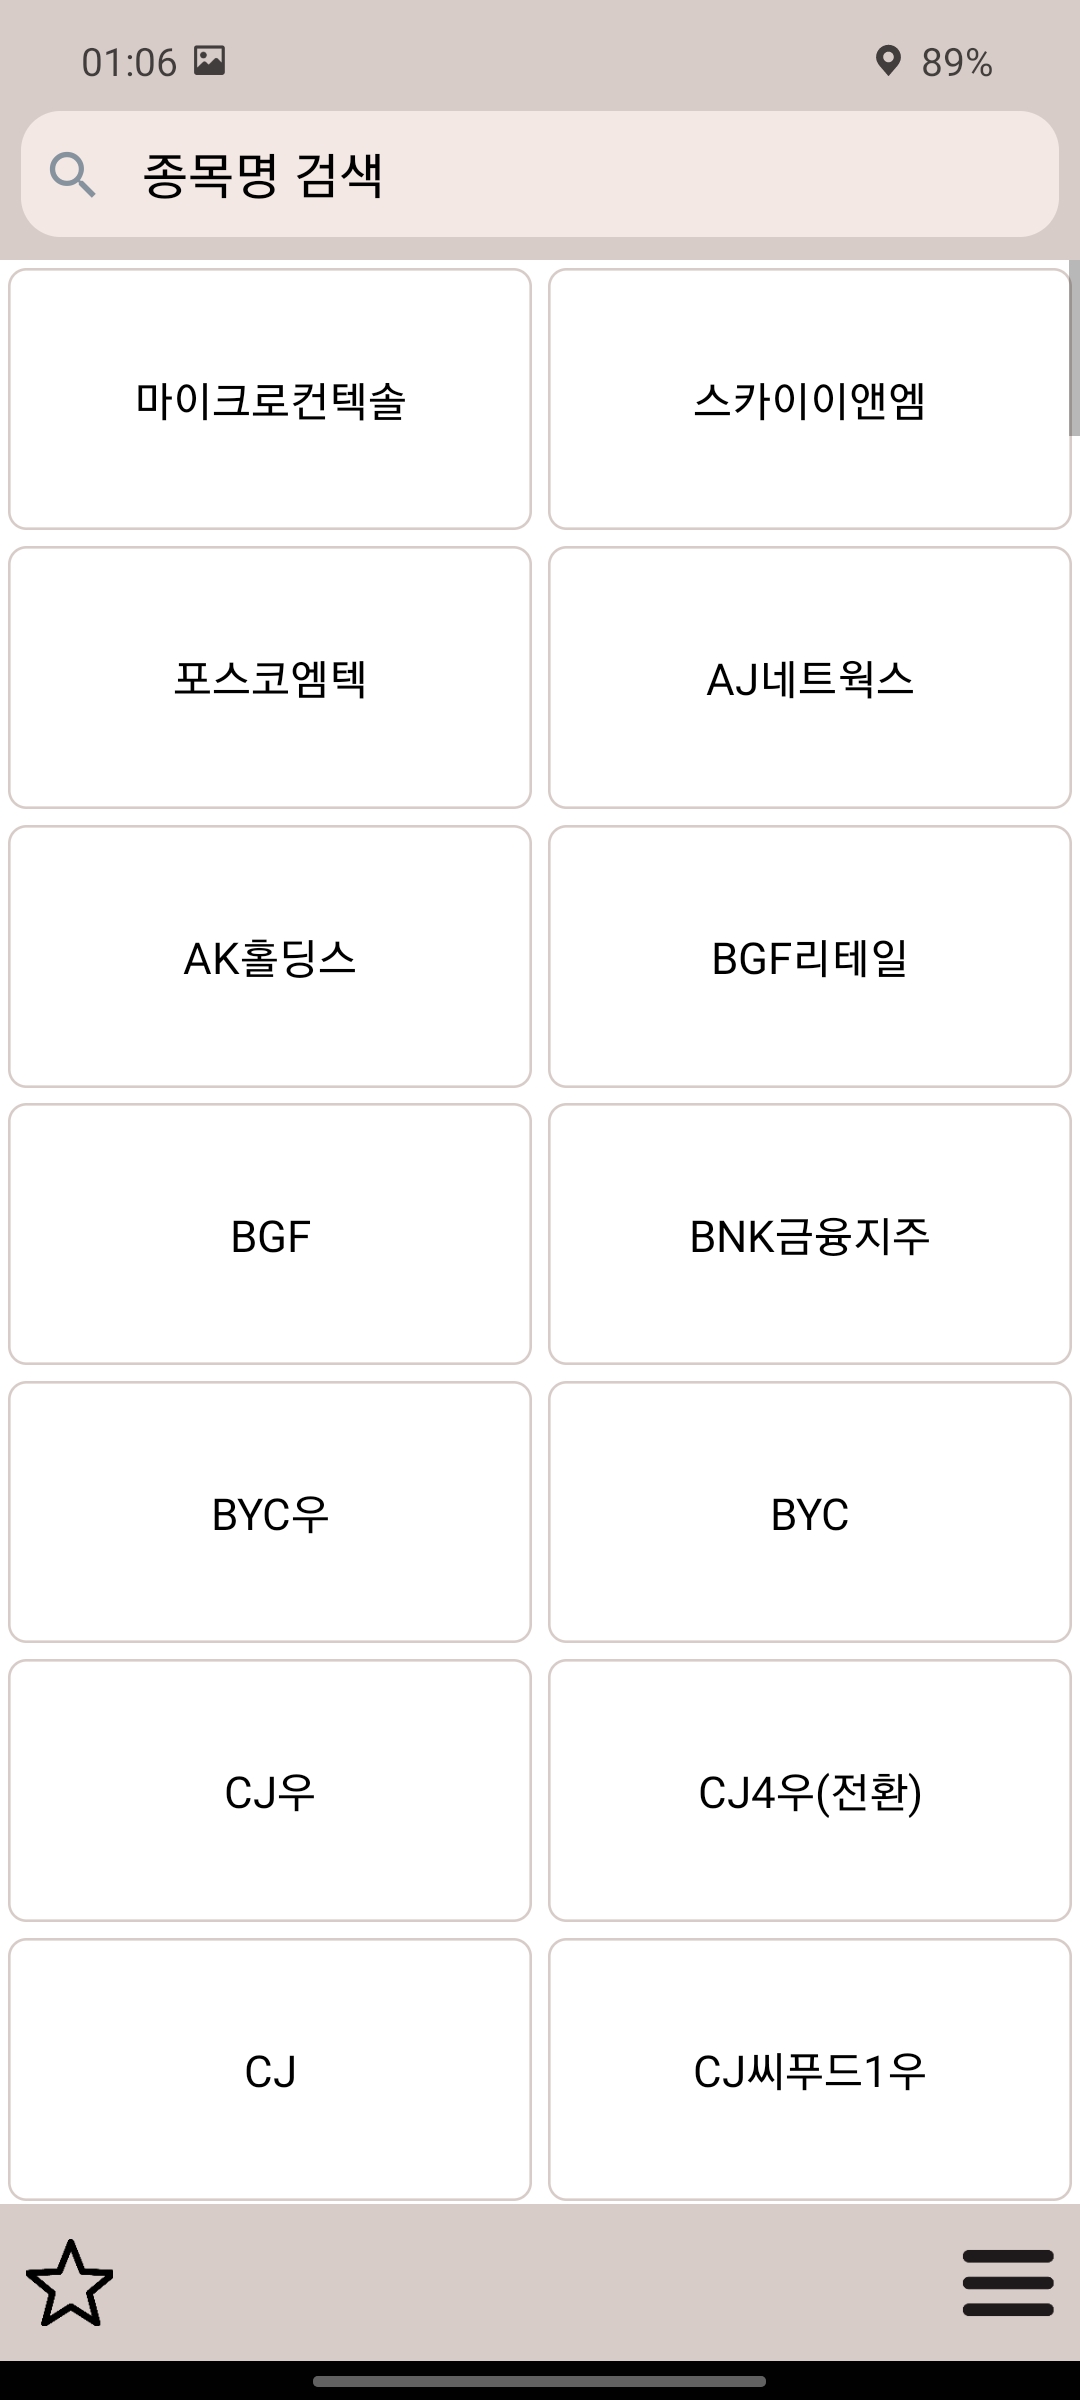 01:06
89%
종목명 검색
마이크로컨텍솔
스카이이앤엠
포스코엠텍
AJ네트웍스
AK홀딩스
BGF리테일
BGF
BNK금융지주
BYC우
BYC
CJ우
CJ4우(전환)
CJ
CJ씨푸드1우